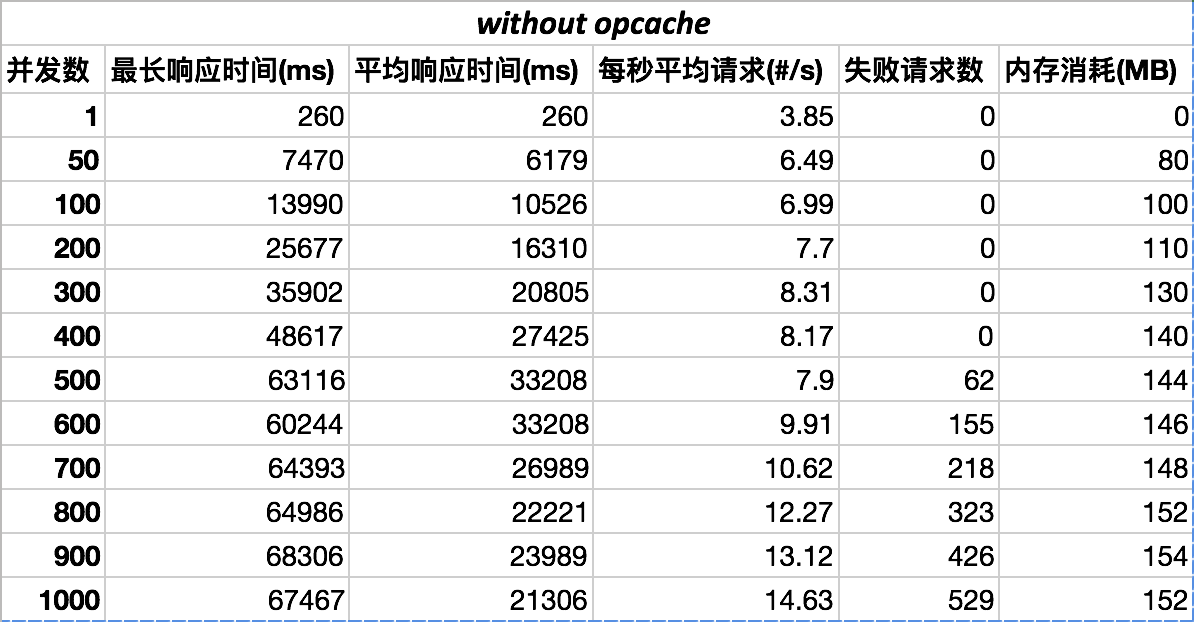 without opcache
并发数 最长响应时间(ms) 平均响应时间(ms) 每秒平均请求(#/s) 失败请求数 内存消耗(MB)
1 260 260 3.85 0 0
50 7470 6179 6.49 0 80
100 13990 10526 6.99 0 100
200 25677 16310 7.7 0 110
300 35902 20805 8.31 0 130
400 48617 27425 8.17 0 140
500 63116 33208 7.9 62 144
600 60244 33208 9.91 155 146
700 64393 26989 10.62 218 148
800 64986 22221 12.27 323 152
900 68306 23989 13.12 426 154
1000 67467 21306 14.63 529 152